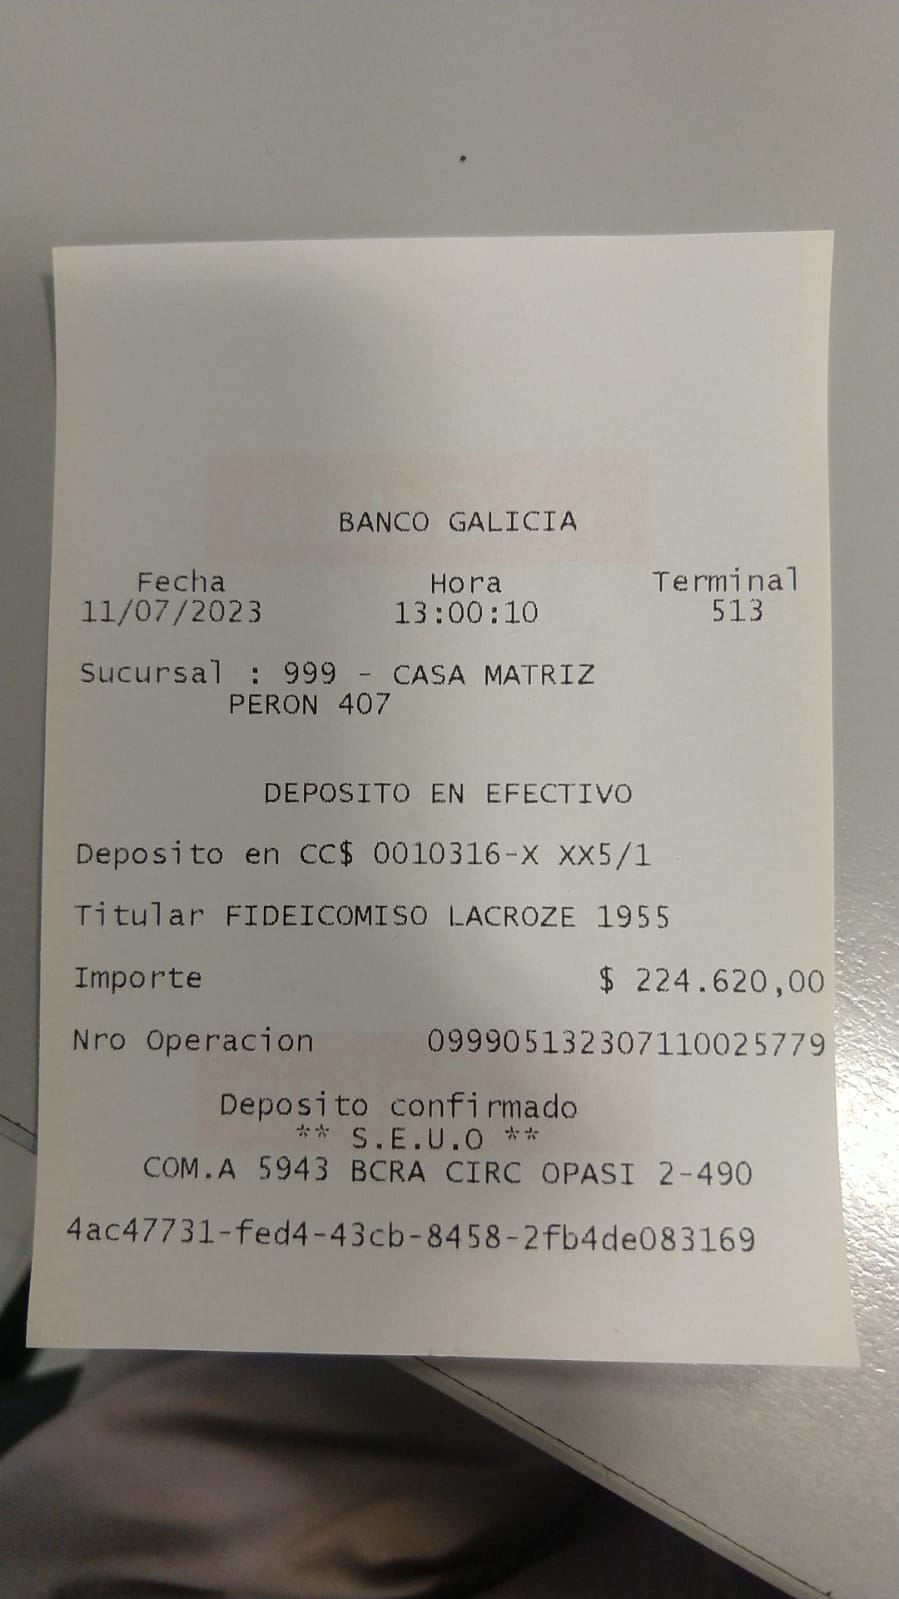 BANCO GALICIA
Fecha Hora Terminal
11/07/2023 13:00:10 513
Sucursal : 999 - CASA MATRIZ
PERON 407
DEPOSITO EN EFECTIVO
Deposito en CC$ 0010316-X XX5/1
Titular FIDEICOMISO LACROZE 1955
Importe $ 224.620,00
Nro Operacion 099905132307110025779
Deposito confirmado
** S.E.U.O **
COM.A 5943 BCRA CIRC OPASI 2-490
4ac47731-fed4-43cb-8458-2fb4de083169